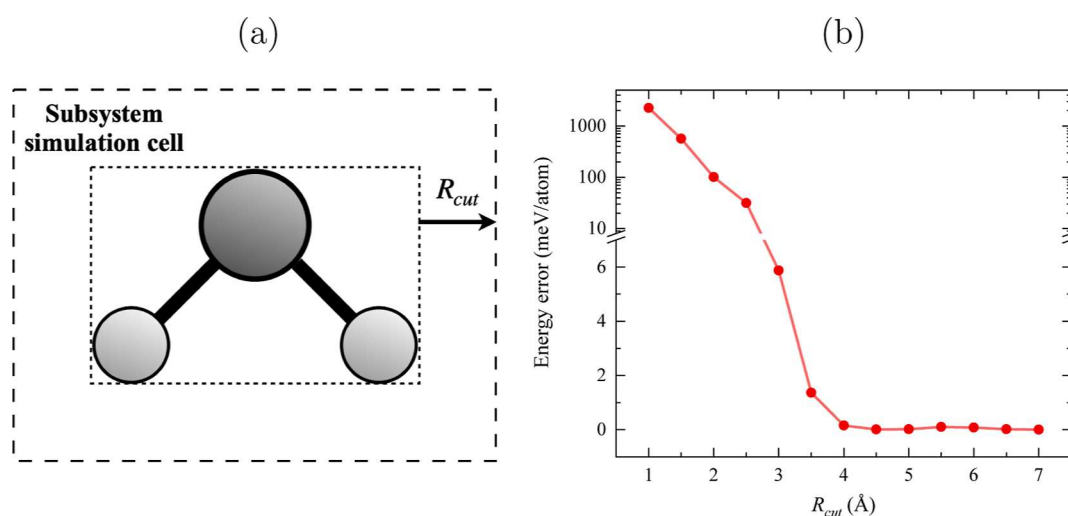 (a)
(b)
Subsystem
simulation cell
R_cut
Energy error (meV/atom)
1000
100
10
6
4
2
0
1 2 3 4 5 6 7
R_cut (Å)